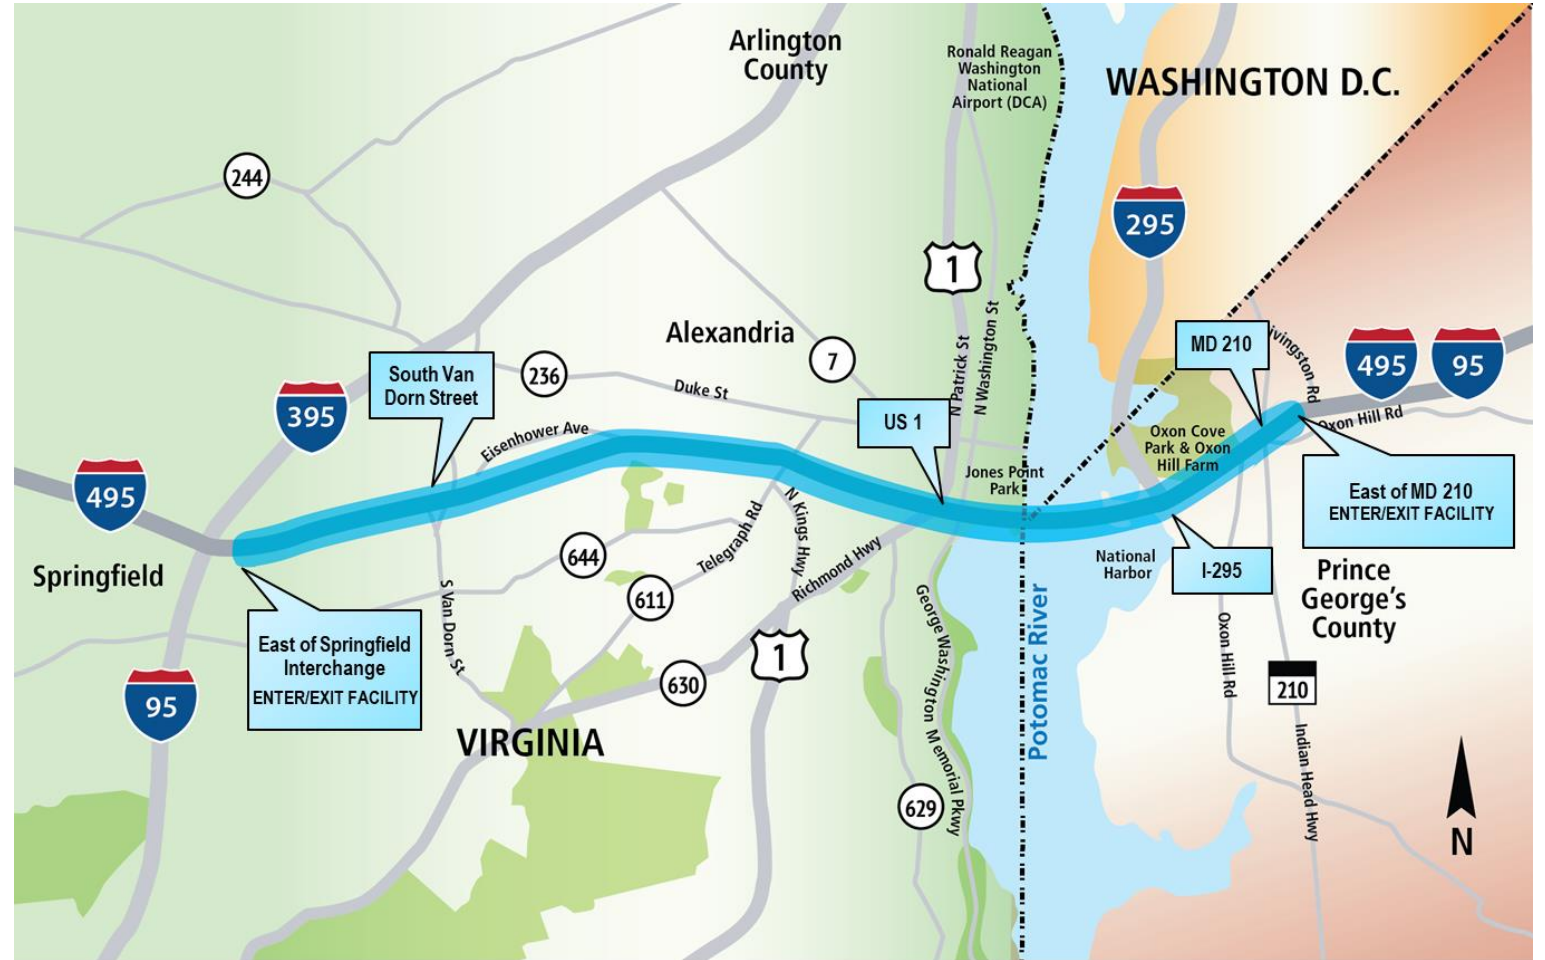 Arlington
County
Ronald Reagan
Washington
National
Airport (DCA)
WASHINGTON D.C.
244
295
1
Alexandria
7
236
Duke St
N Patrick St
N Washington St
MD 210
ivingston Rd
495
95
South Van
Dorn Street
395
Eisenhower Ave
US 1
Oxon Hill Rd
Oxon Cove
Park & Oxon
Hill Farm
Jones Point
Park
495
East of MD 210
ENTER/EXIT FACILITY
N Kings Hwy
Telegraph Rd
644
Richmond Hwy
National
Harbor
I-295
Springfield
611
Prince
George's
County
S Van Dorn St
George Washington Memorial Pkwy
Potomac River
Oxon Hill Rd
East of Springfield
Interchange
ENTER/EXIT FACILITY
1
630
210
95
VIRGINIA
Indian Head Hwy
629
N